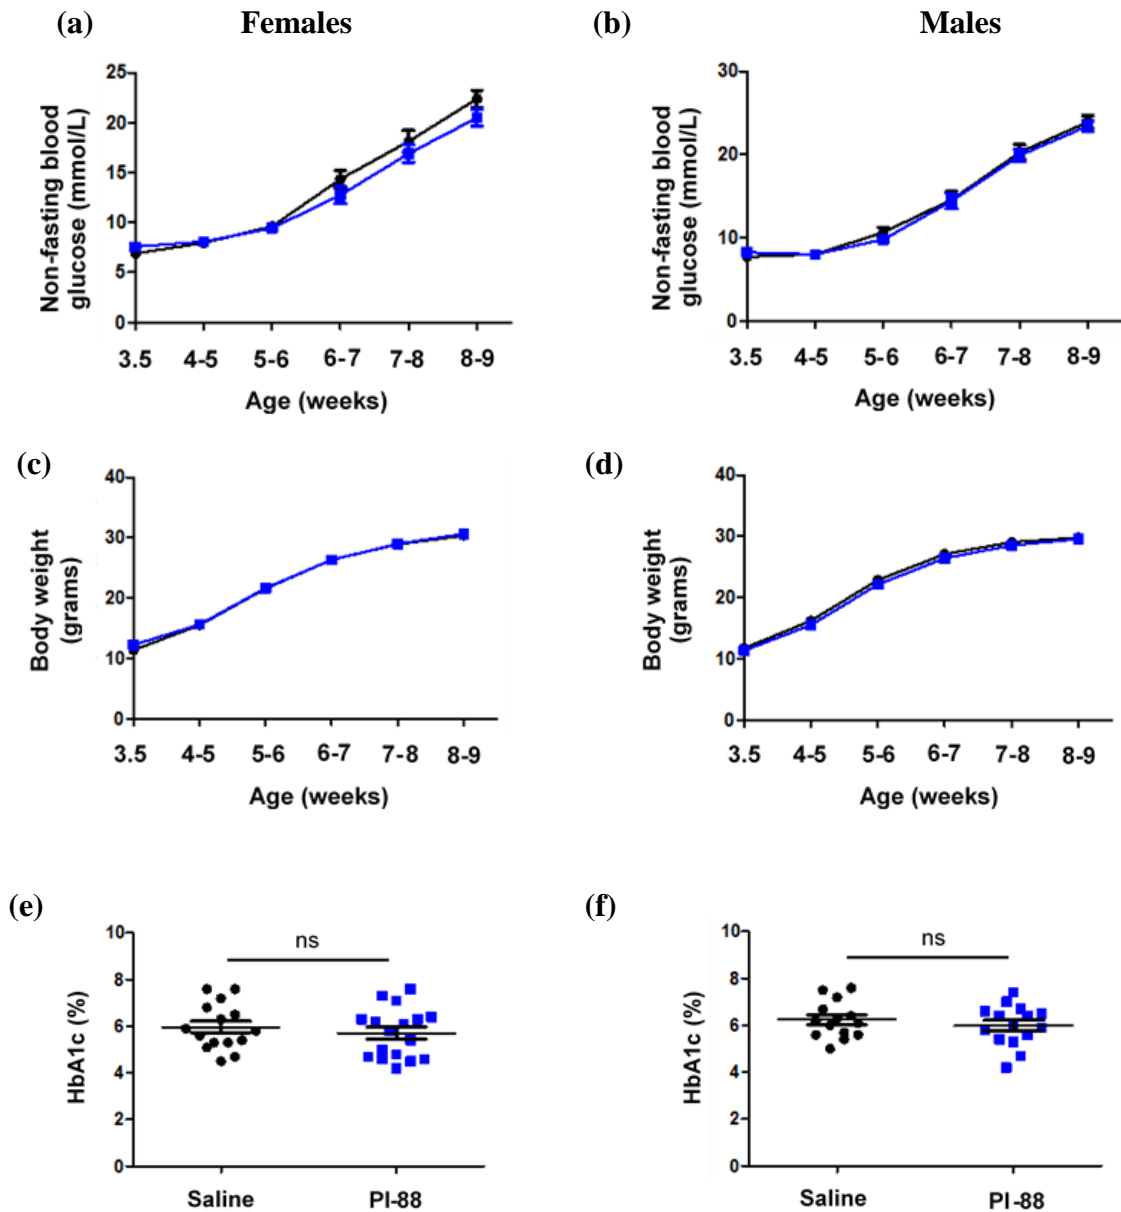 (a) Females
(b) Males
Non-fasting blood
glucose (mmol/L)
25
20
15
10
5
0
3.5 4-5 5-6 6-7 7-8 8-9
Age (weeks)
Non-fasting blood
glucose (mmol/L)
30
20
10
0
3.5 4-5 5-6 6-7 7-8 8-9
Age (weeks)
(c)
Body weight
(grams)
40
30
20
10
0
3.5 4-5 5-6 6-7 7-8 8-9
Age (weeks)
(d)
Body weight
(grams)
40
30
20
10
0
3.5 4-5 5-6 6-7 7-8 8-9
Age (weeks)
(e)
HbA1c (%)
10
8
6
4
2
0
ns
Saline PI-88
(f)
HbA1c (%)
10
8
6
4
2
0
ns
Saline PI-88